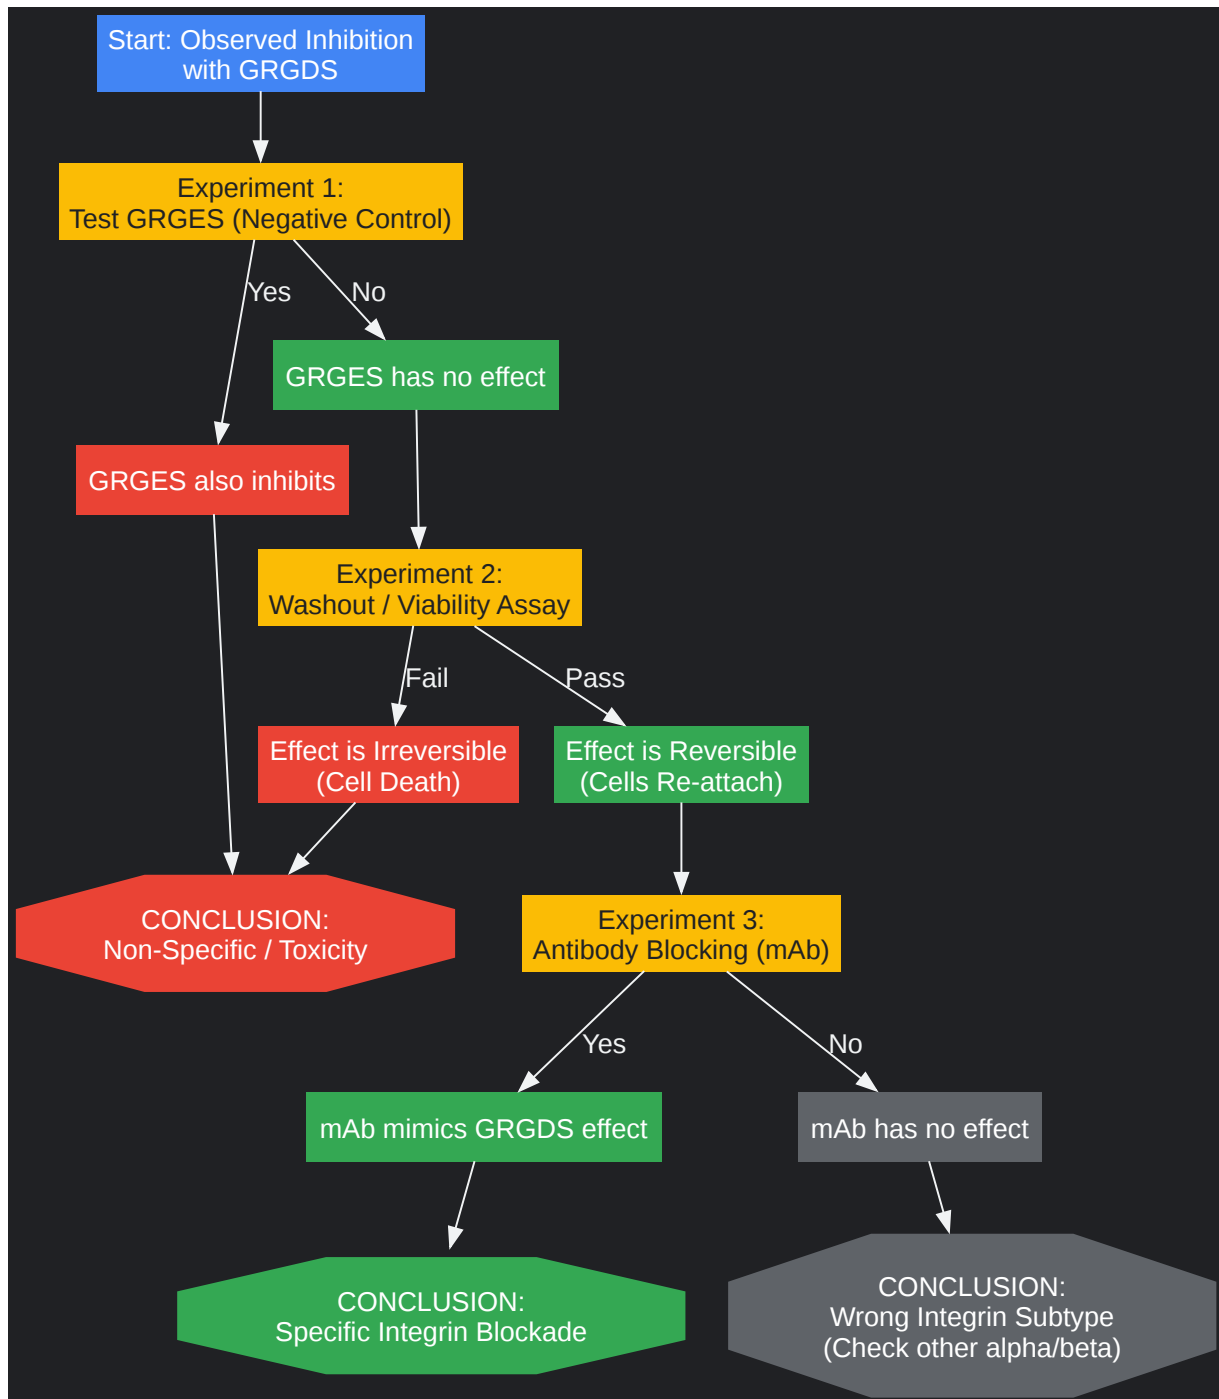 Start: Observed Inhibition
with GRGDS
Experiment 1:
Test GRGES (Negative Control)
Yes
No
GRGES has no effect
GRGES also inhibits
Experiment 2:
Washout / Viability Assay
Fail
Pass
Effect is Irreversible
(Cell Death)
Effect is Reversible
(Cells Re-attach)
CONCLUSION:
Non-Specific / Toxicity
Experiment 3:
Antibody Blocking (mAb)
Yes
No
mAb mimics GRGDS effect
mAb has no effect
CONCLUSION:
Specific Integrin Blockade
CONCLUSION:
Wrong Integrin Subtype
(Check other alpha/beta)